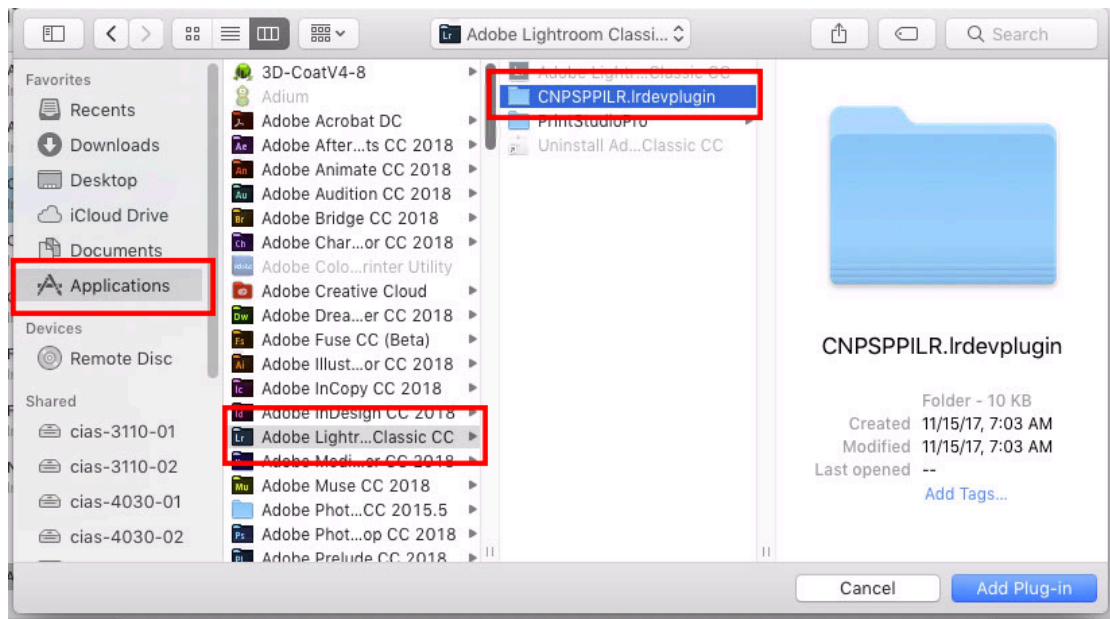 Adobe Lightroom Classi...
Search
Favorites
Recents
Downloads
Desktop
iCloud Drive
Documents
Applications
Devices
Remote Disc
Shared
cias-3110-01
cias-3110-02
cias-4030-01
cias-4030-02
3D-CoatV4-8
Adium
Adobe Acrobat DC
Adobe After...ts CC 2018
Adobe Animate CC 2018
Adobe Audition CC 2018
Adobe Bridge CC 2018
Adobe Char...or CC 2018
Adobe Colo...rinter Utility
Adobe Creative Cloud
Adobe Drea...er CC 2018
Adobe Fuse CC (Beta)
Adobe Illust...or CC 2018
Adobe InCopy CC 2018
Adobe InDesign CC 2018
Adobe Lightr...Classic CC
Adobe Medi...er CC 2018
Adobe Muse CC 2018
Adobe Phot...CC 2015.5
Adobe Phot...op CC 2018
Adobe Prelude CC 2018
Adobe Lightr...Classic CC
CNPSPPILR.lrdevplugin
PrintStudioPro
Uninstall Ad...Classic CC
CNPSPPILR.lrdevplugin
Folder - 10 KB
Created 11/15/17, 7:03 AM
Modified 11/15/17, 7:03 AM
Last opened --
Add Tags...
Cancel
Add Plug-in